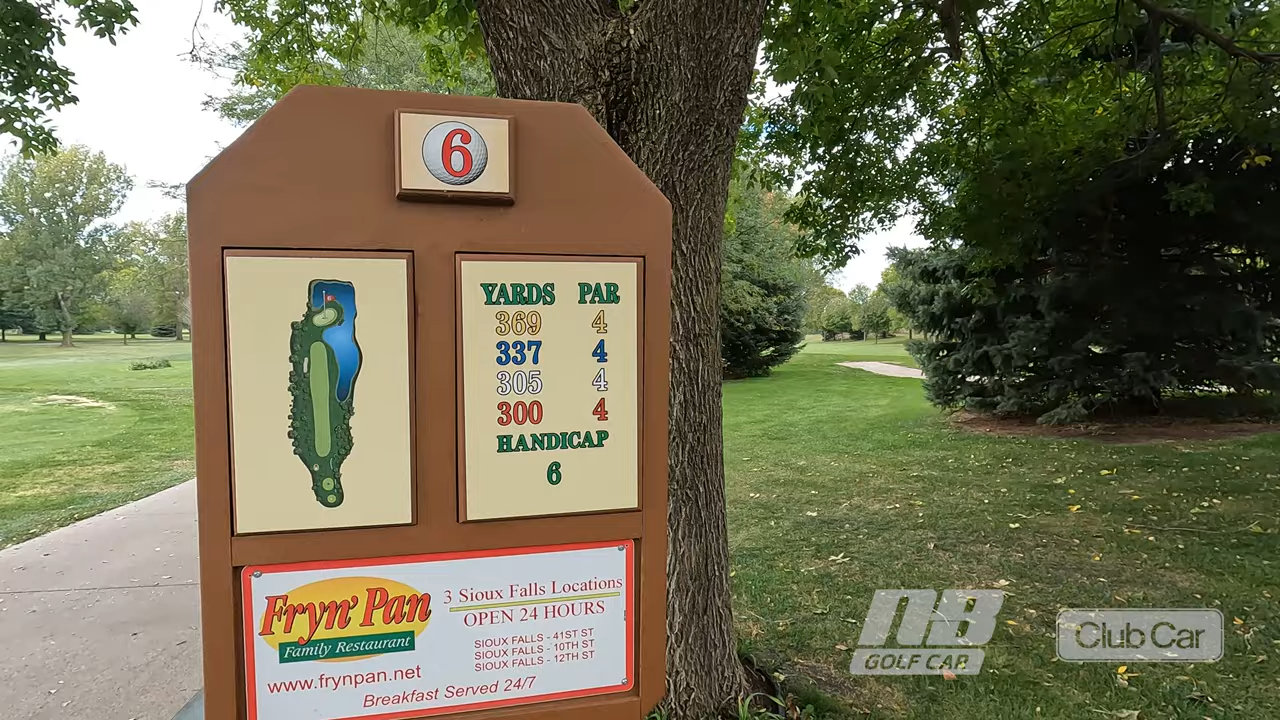 6
YARDS PAR
369 4
337 4
305 4
300 4
HANDICAP
6
Fryn' Pan
Family Restaurant
www.frynpan.net
3 Sioux Falls Locations
OPEN 24 HOURS
SIOUX FALLS - 41ST ST
SIOUX FALLS - 10TH ST
SIOUX FALLS - 12TH ST
Breakfast Served 24/7
NB
GOLF CAR
Club Car